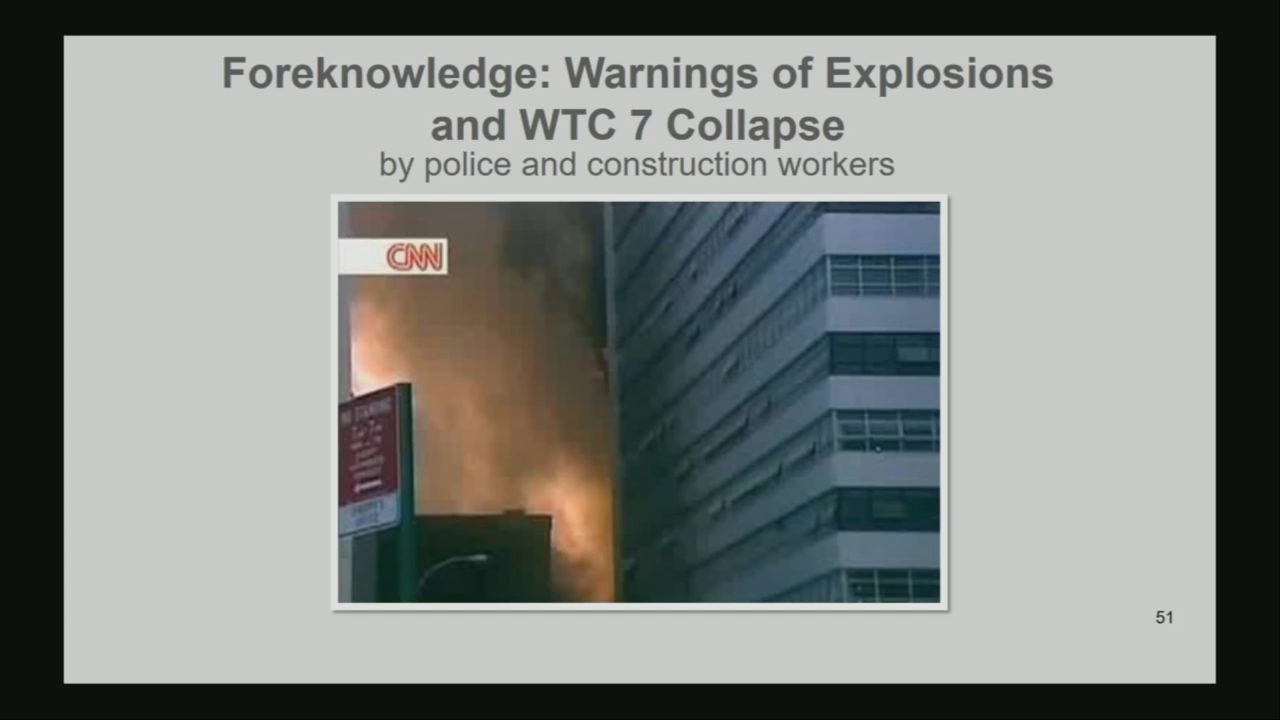 Foreknowledge: Warnings of Explosions
and WTC 7 Collapse
by police and construction workers
CNN
NO STANDING
51